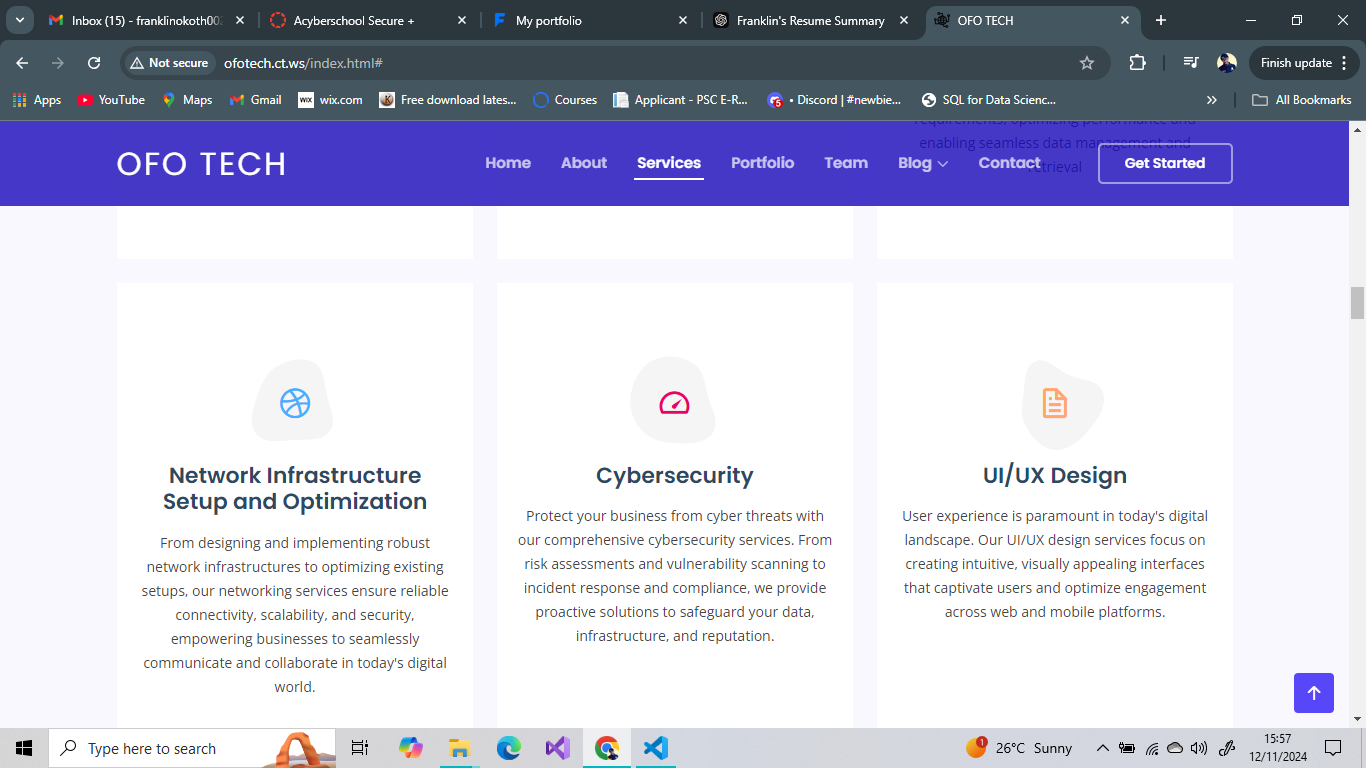 Inbox (15) - franklinokoth00
Acyberschool Secure +
My portfolio
Franklin's Resume Summary
OFO TECH
Not secure
ofotech.ct.ws/index.html#
Finish update
Apps
YouTube
Maps
Gmail
wix.com
Free download lates...
Courses
Applicant - PSC E-R...
• Discord | #newbie...
SQL for Data Scienc...
All Bookmarks
requirements, optimizing performance and
enabling seamless data management and
retrieval
OFO TECH
Home
About
Services
Portfolio
Team
Blog
Contact
Get Started
Network Infrastructure
Setup and Optimization
From designing and implementing robust
network infrastructures to optimizing existing
setups, our networking services ensure reliable
connectivity, scalability, and security,
empowering businesses to seamlessly
communicate and collaborate in today's digital
world.
Cybersecurity
Protect your business from cyber threats with
our comprehensive cybersecurity services. From
risk assessments and vulnerability scanning to
incident response and compliance, we provide
proactive solutions to safeguard your data,
infrastructure, and reputation.
UI/UX Design
User experience is paramount in today's digital
landscape. Our UI/UX design services focus on
creating intuitive, visually appealing interfaces
that captivate users and optimize engagement
across web and mobile platforms.
Type here to search
1
26°C Sunny
15:57
12/11/2024